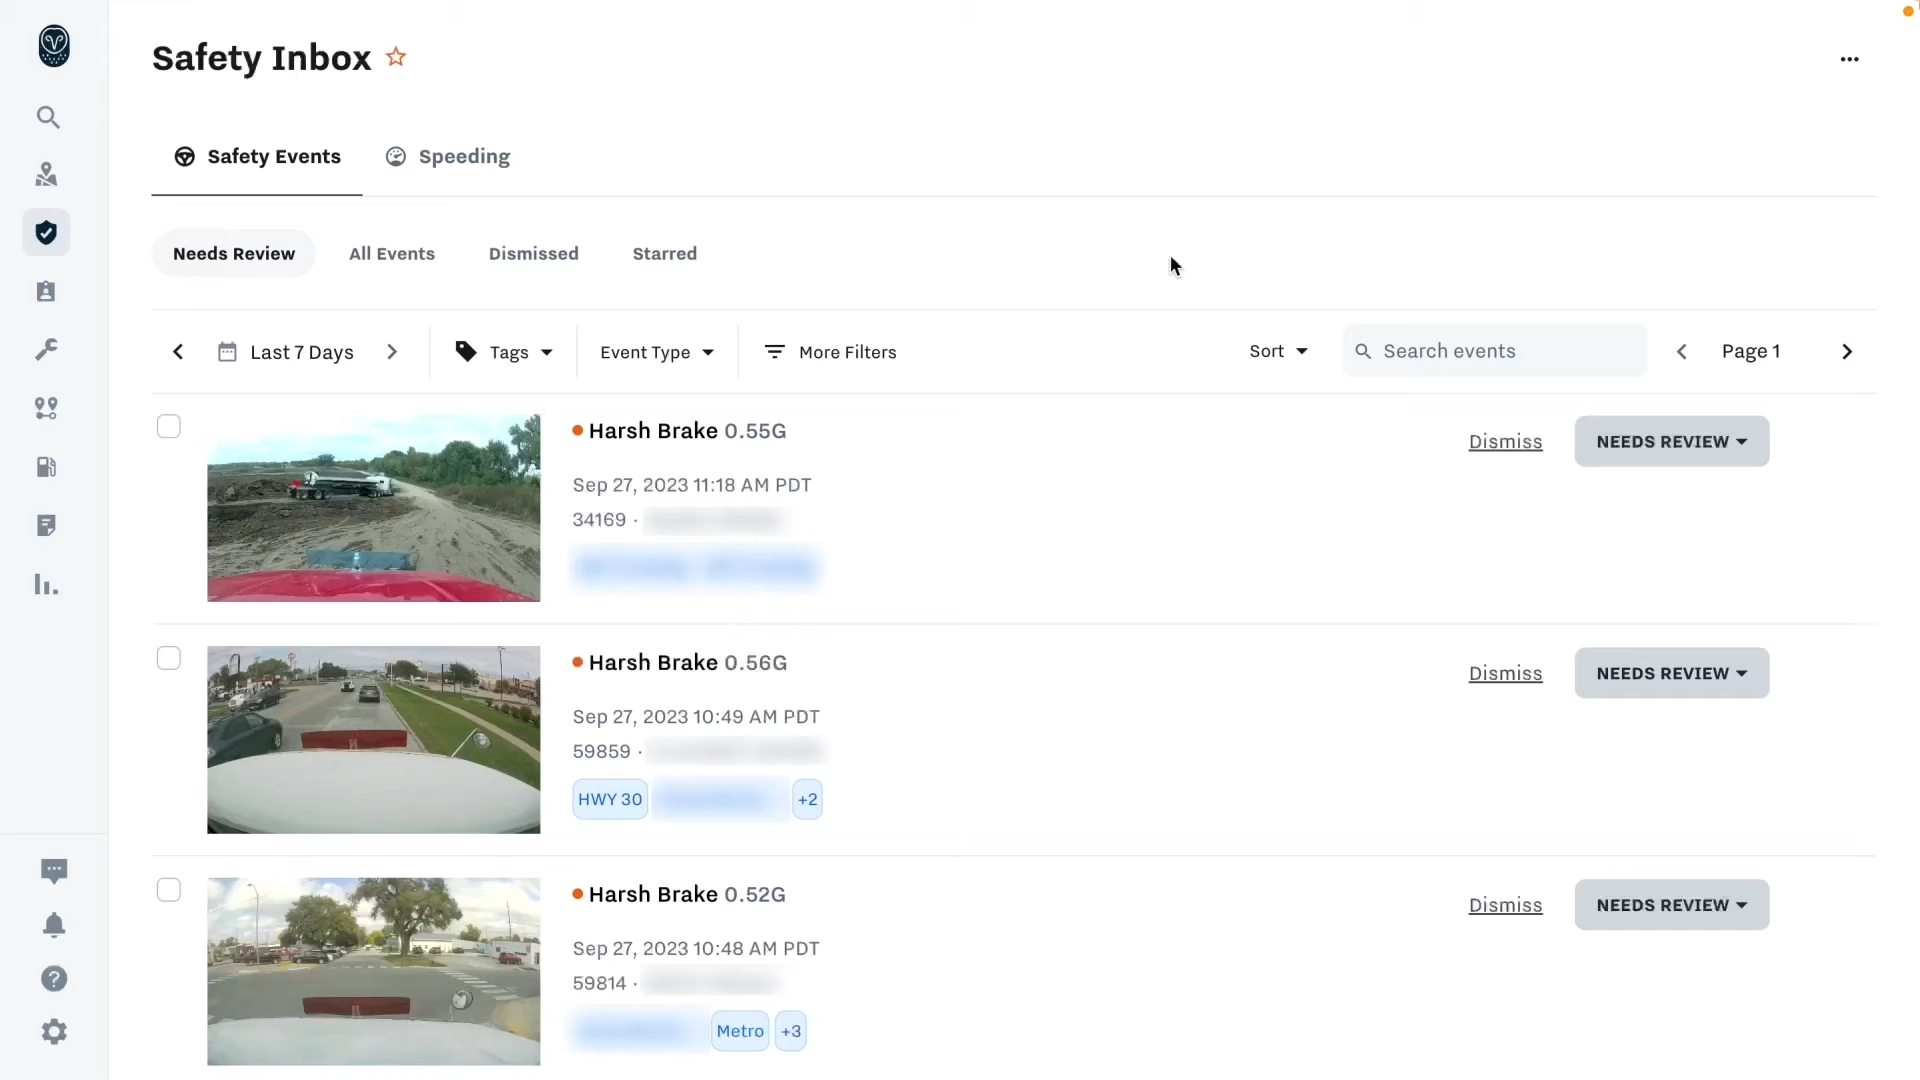 Safety Inbox
Safety Events
Speeding
Needs Review
All Events
Dismissed
Starred
Last 7 Days
Tags
Event Type
More Filters
Sort
Search events
Page 1
Harsh Brake 0.55G
Dismiss
NEEDS REVIEW
Sep 27, 2023 11:18 AM PDT
34169 ·
Harsh Brake 0.56G
Dismiss
NEEDS REVIEW
Sep 27, 2023 10:49 AM PDT
59859 ·
HWY 30
+2
Harsh Brake 0.52G
Dismiss
NEEDS REVIEW
Sep 27, 2023 10:48 AM PDT
59814 ·
Metro
+3